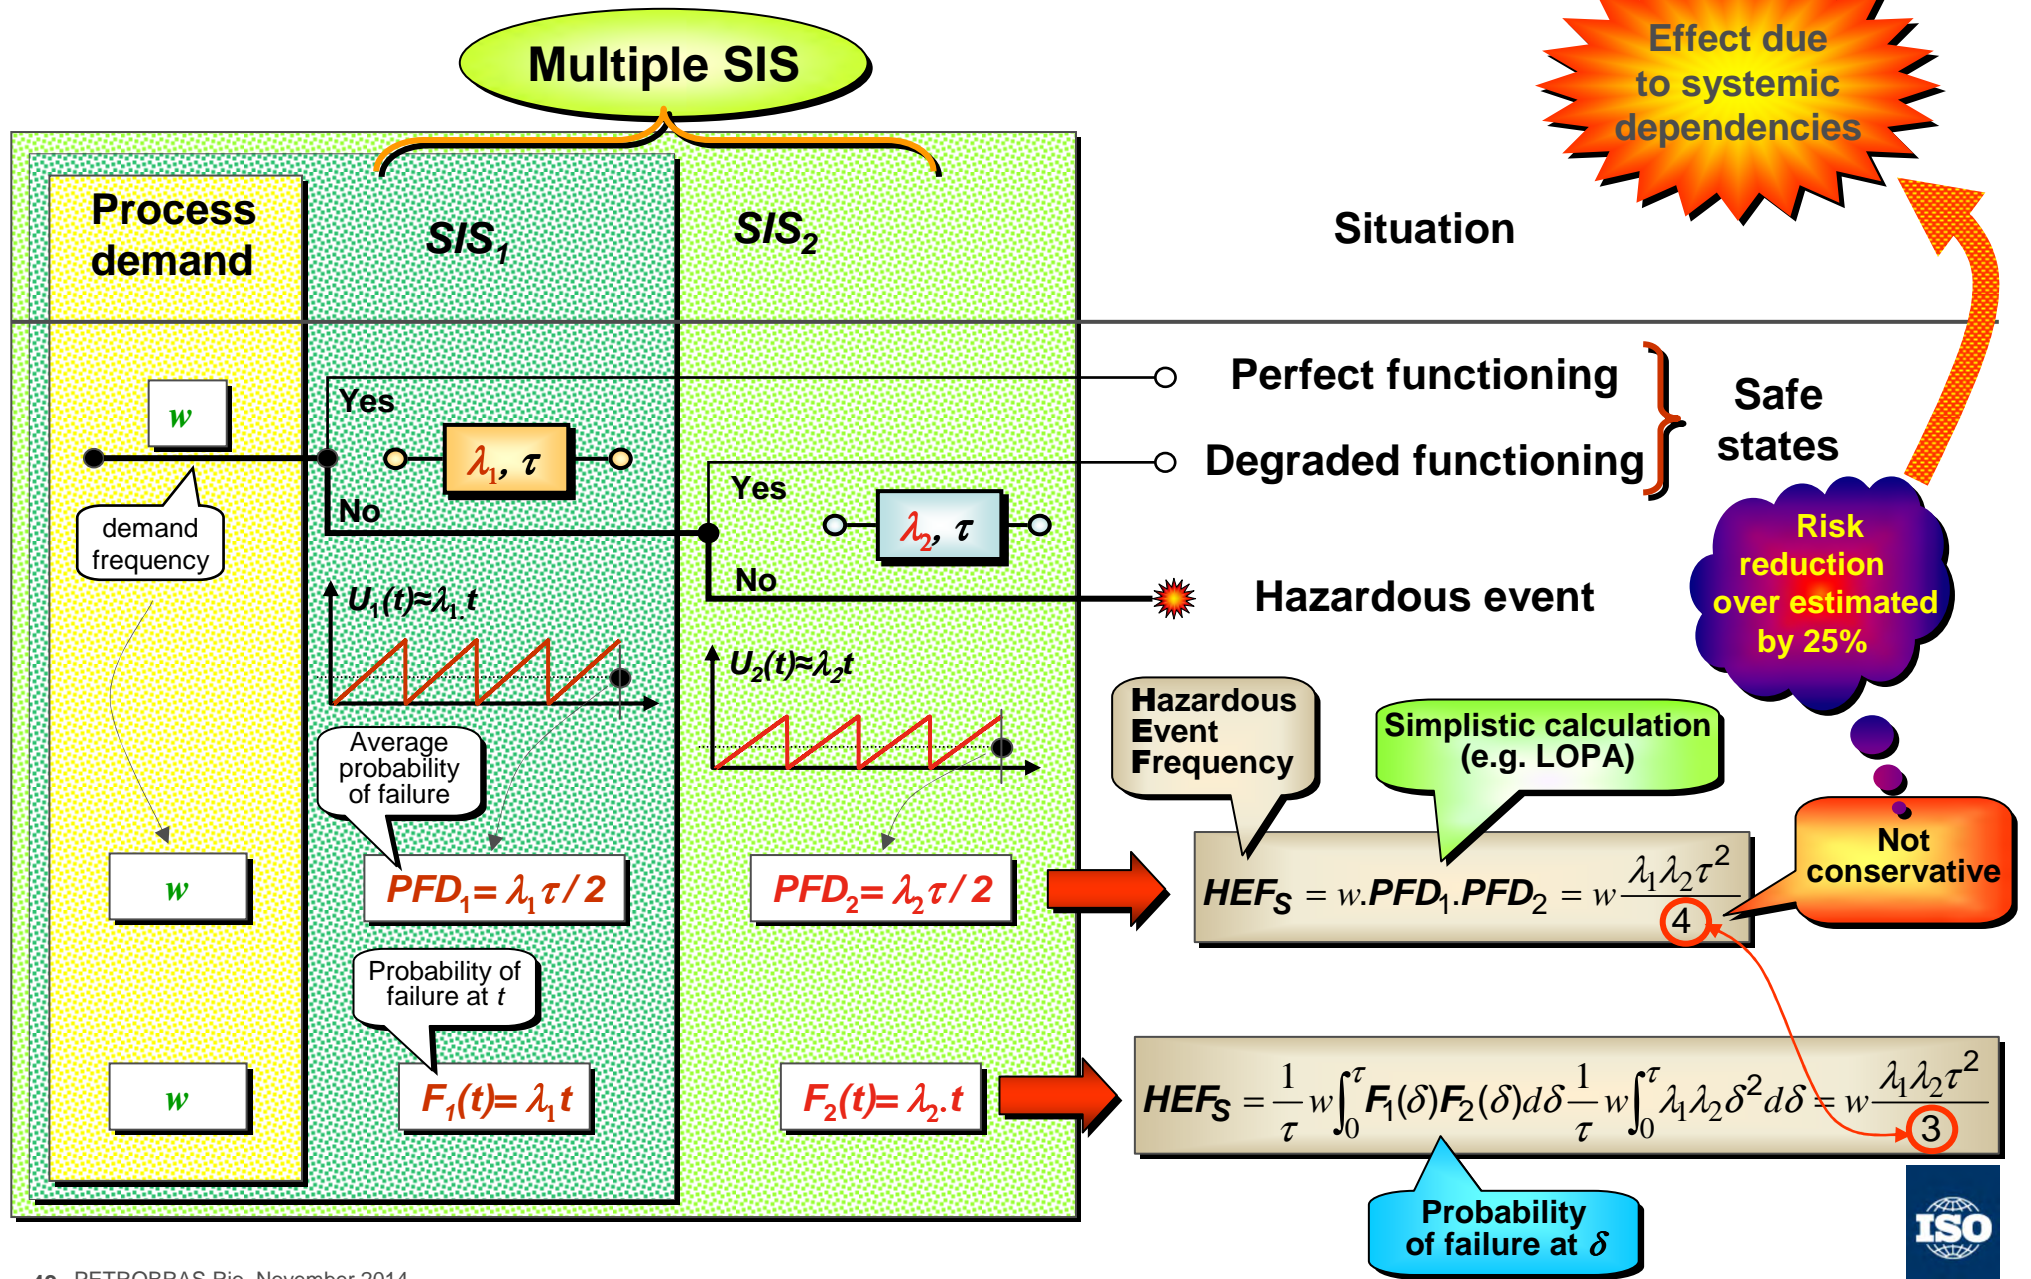 Multiple SIS
Effect due
to systemic
dependencies
Process
demand
SIS1
SIS2
Situation
w
Yes
λ1, τ
No
demand
frequency
Yes
λ2, τ
No
Perfect functioning
Degraded functioning
Safe
states
Hazardous event
Risk
reduction
over estimated
by 25%
U1(t)≈λ1.t
U2(t)≈λ2t
Average
probability
of failure
Hazardous
Event
Frequency
Simplistic calculation
(e.g. LOPA)
Not
conservative
w
PFD1= λ1τ / 2
PFD2= λ2τ / 2
HEFS = w.PFD1.PFD2 = w λ1λ2τ² / 4
Probability of
failure at t
w
F1(t)= λ1t
F2(t)= λ2.t
HEFS = 1/τ w∫0τ F1(δ)F2(δ)dδ 1/τ w∫0τ λ1λ2δ²dδ = w λ1λ2τ² / 3
Probability
of failure at δ
ISO